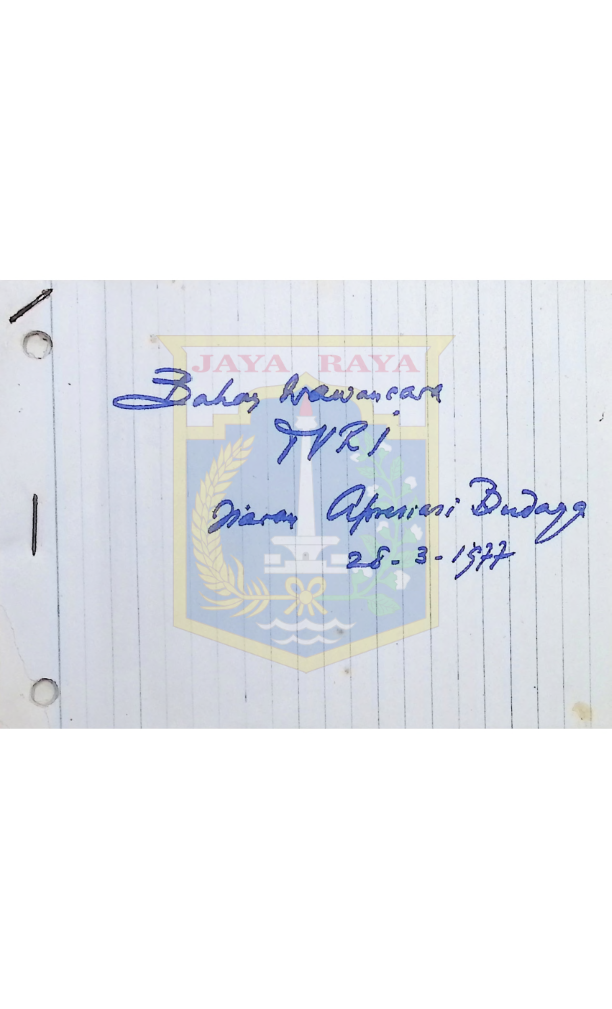 JAYA RAYA
Bahan Wawancara
TVRI
Siaran Apresiasi Budaya
28-3-1977